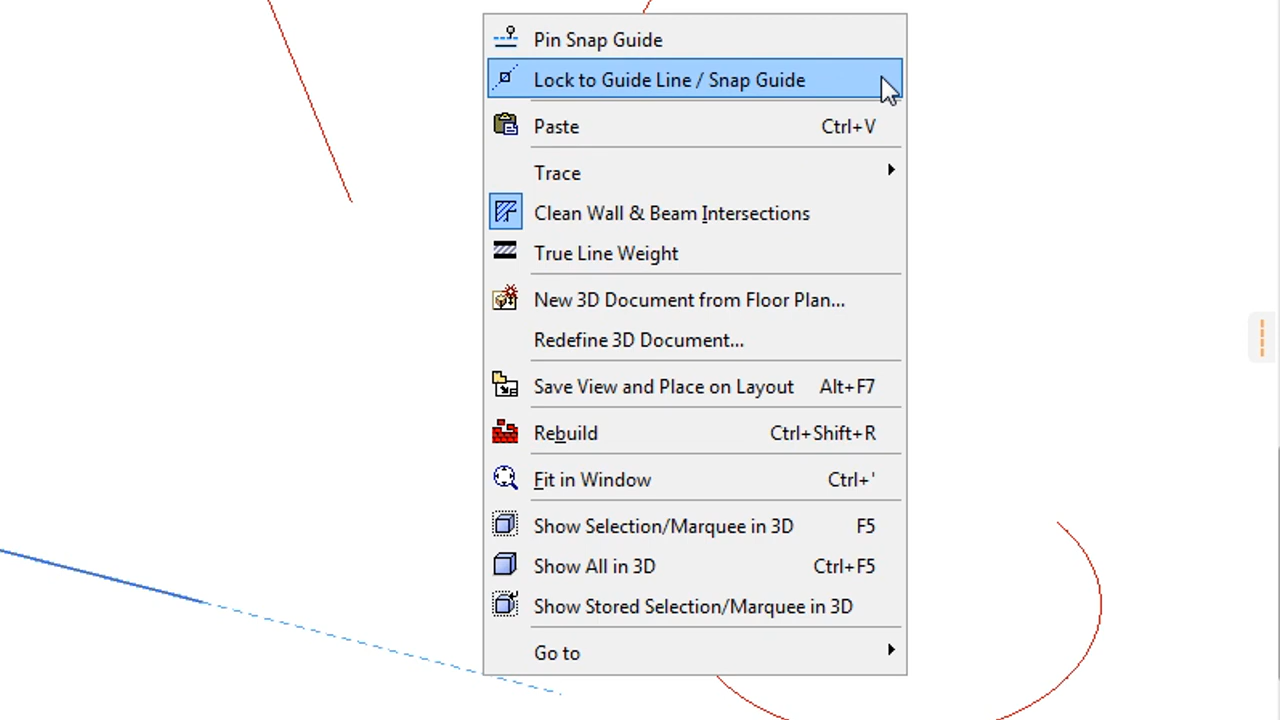 Pin Snap Guide
Lock to Guide Line / Snap Guide
Paste Ctrl+V
Trace
Clean Wall & Beam Intersections
True Line Weight
New 3D Document from Floor Plan...
Redefine 3D Document...
Save View and Place on Layout Alt+F7
Rebuild Ctrl+Shift+R
Fit in Window Ctrl+'
Show Selection/Marquee in 3D F5
Show All in 3D Ctrl+F5
Show Stored Selection/Marquee in 3D
Go to